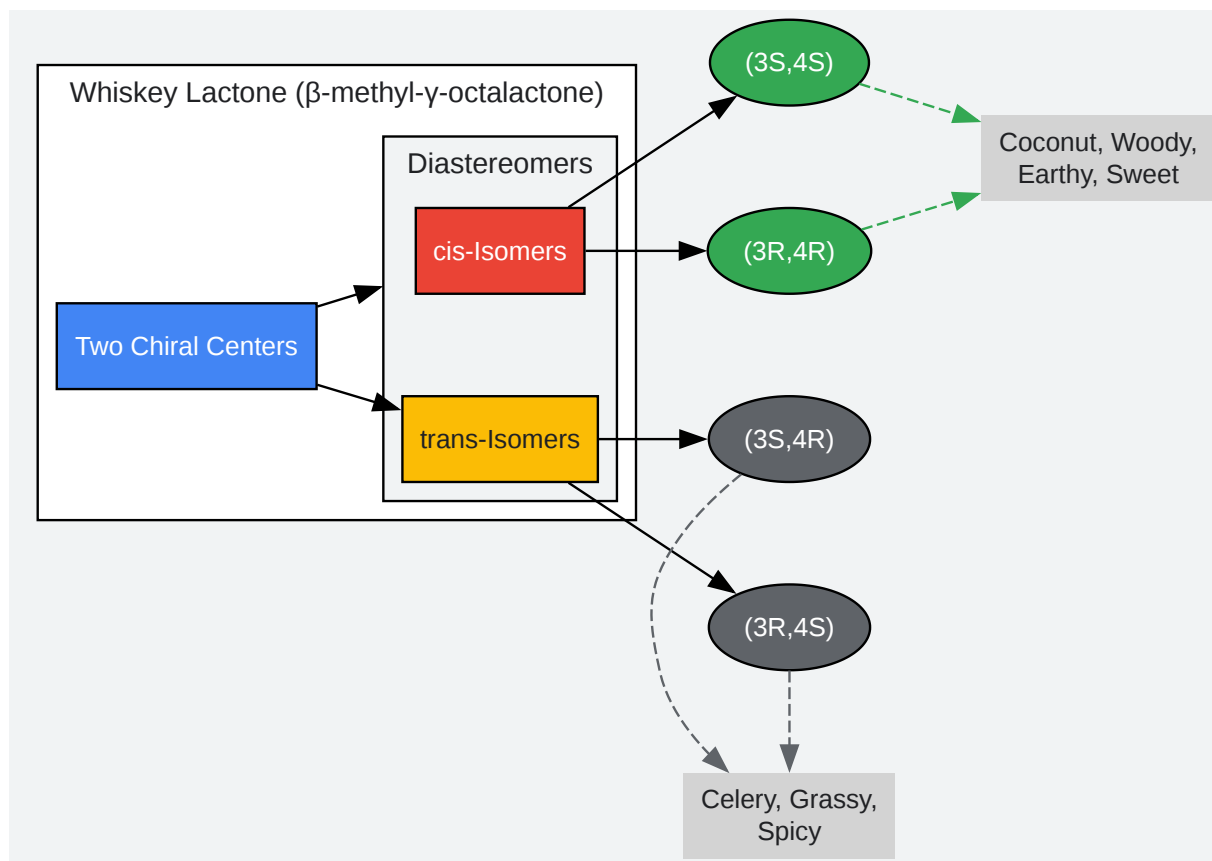 Whiskey Lactone (β-methyl-γ-octalactone)
Diastereomers
Two Chiral Centers
cis-Isomers
trans-Isomers
(3S,4S)
(3R,4R)
(3S,4R)
(3R,4S)
Coconut, Woody,
Earthy, Sweet
Celery, Grassy,
Spicy